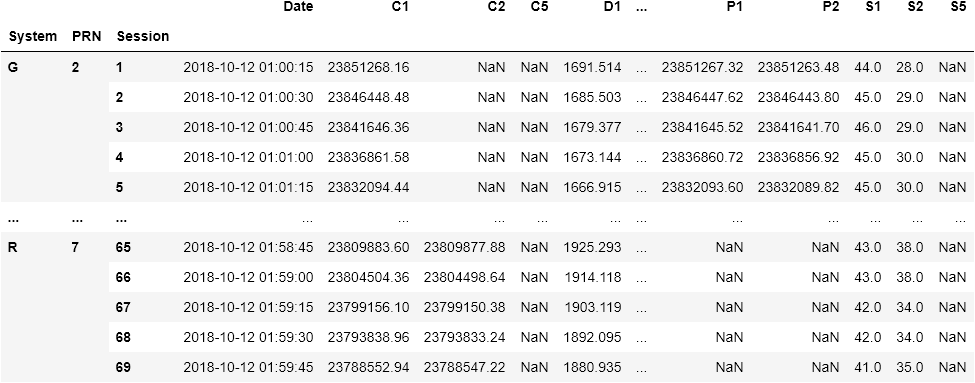 Date C1 C2 C5 D1 ... P1 P2 S1 S2 S5
System PRN Session
G 2 1 2018-10-12 01:00:15 23851268.16 NaN NaN 1691.514 ... 23851267.32 23851263.48 44.0 28.0 NaN
2 2018-10-12 01:00:30 23846448.48 NaN NaN 1685.503 ... 23846447.62 23846443.80 45.0 29.0 NaN
3 2018-10-12 01:00:45 23841646.36 NaN NaN 1679.377 ... 23841645.52 23841641.70 46.0 29.0 NaN
4 2018-10-12 01:01:00 23836861.58 NaN NaN 1673.144 ... 23836860.72 23836856.92 45.0 30.0 NaN
5 2018-10-12 01:01:15 23832094.44 NaN NaN 1666.915 ... 23832093.60 23832089.82 45.0 30.0 NaN
... ... ... ... ... ... ... ... ... ... ... ... ... ...
R 7 65 2018-10-12 01:58:45 23809883.60 23809877.88 NaN 1925.293 ... NaN NaN 43.0 38.0 NaN
66 2018-10-12 01:59:00 23804504.36 23804498.64 NaN 1914.118 ... NaN NaN 43.0 38.0 NaN
67 2018-10-12 01:59:15 23799156.10 23799150.38 NaN 1903.119 ... NaN NaN 42.0 34.0 NaN
68 2018-10-12 01:59:30 23793838.96 23793833.24 NaN 1892.095 ... NaN NaN 42.0 34.0 NaN
69 2018-10-12 01:59:45 23788552.94 23788547.22 NaN 1880.935 ... NaN NaN 41.0 35.0 NaN